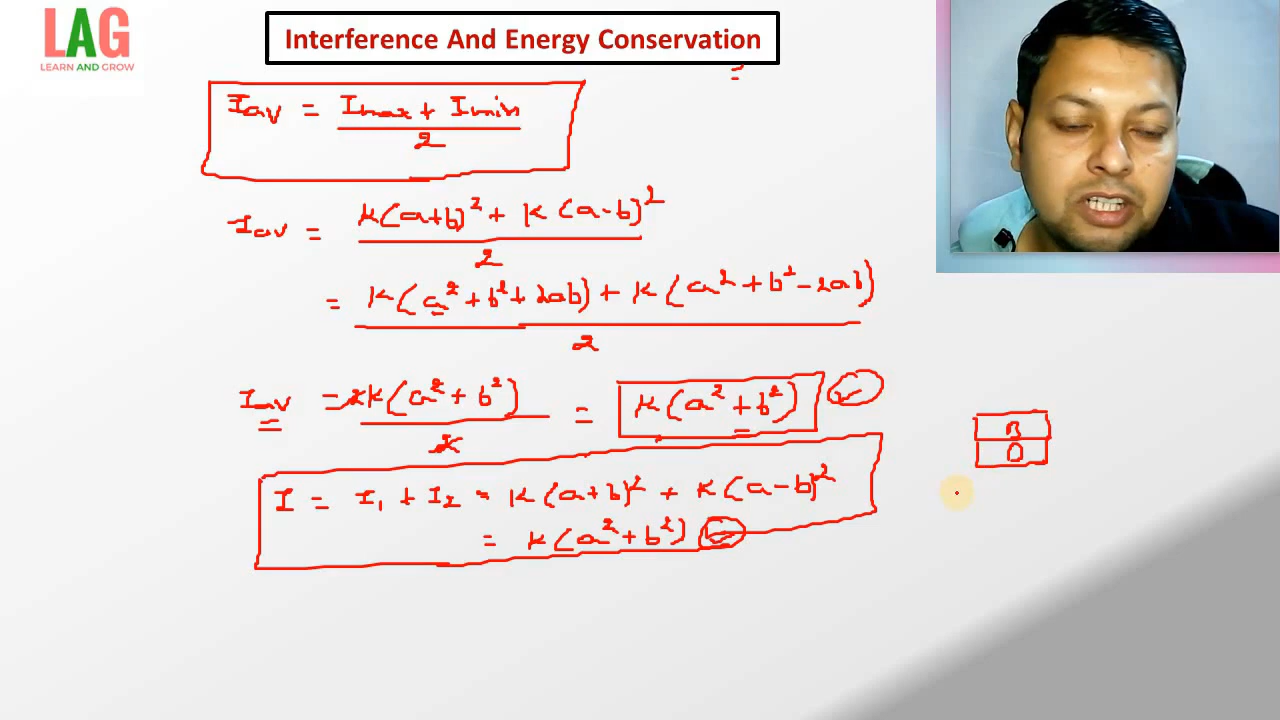 LAG
LEARN AND GROW
Interference And Energy Conservation
Iav = Imax + Imin / 2
Iav = K(a+b)² + K(a-b)² / 2
= K(a² + b² + 2ab) + K(a² + b² - 2ab) / 2
Iav = 2K(a² + b²) / 2 = K(a² + b²)
I = I₁ + I₂ = K(a+b)² + K(a-b)²
= K(a² + b²)
B
D